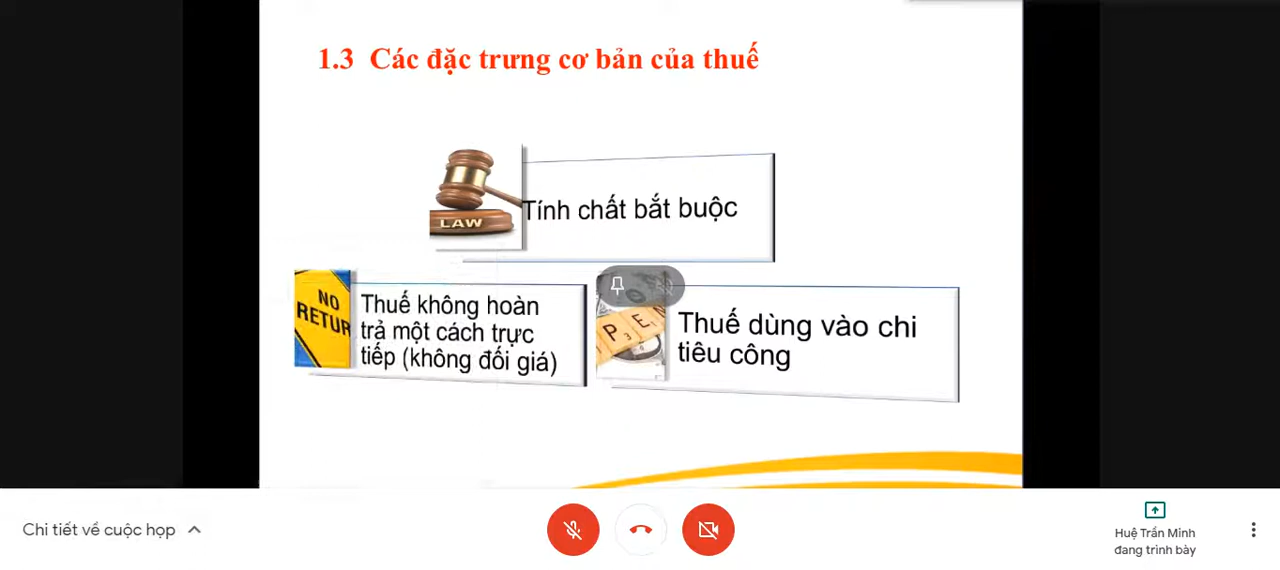 1.3 Các đặc trưng cơ bản của thuế
LAW
Tính chất bắt buộc
NO
RETUR
Thuế không hoàn
trả một cách trực
tiếp (không đối giá)
P E
Thuế dùng vào chi
tiêu công
Chi tiết về cuộc họp
Huệ Trần Minh
đang trình bày